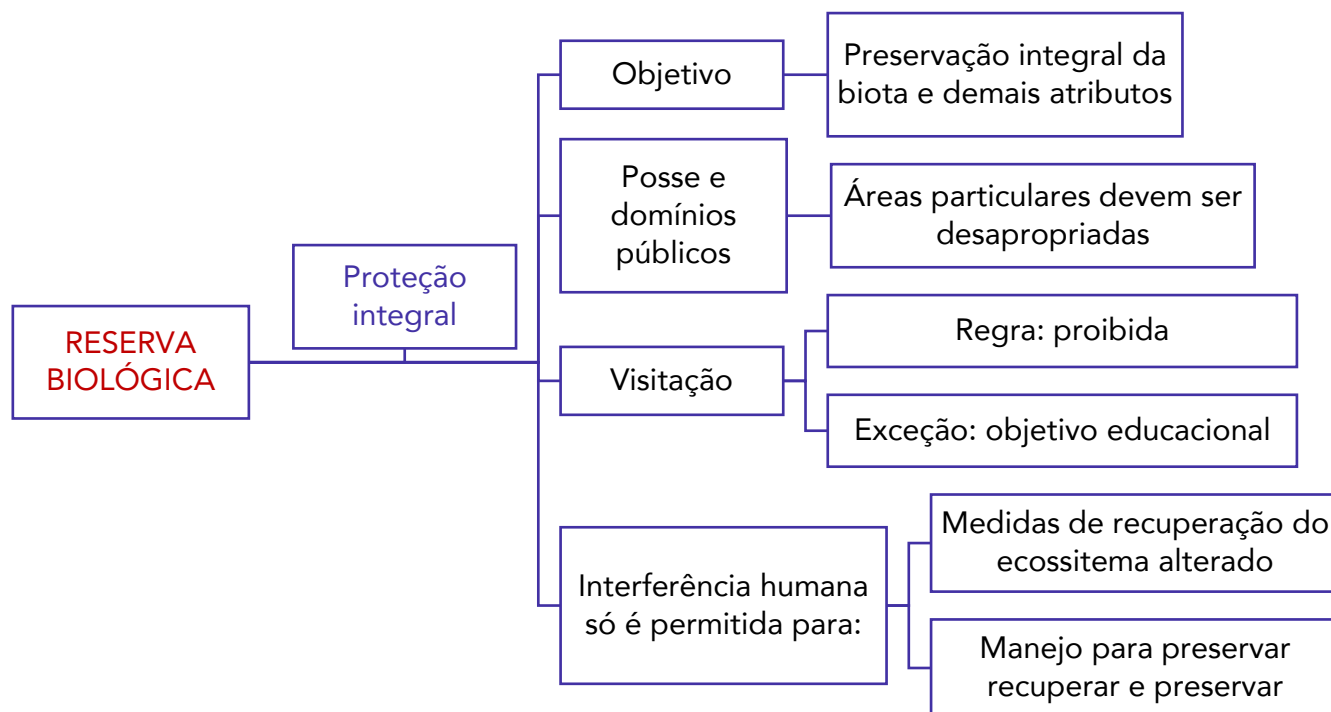 RESERVA
BIOLÓGICA
Proteção
integral
Objetivo
Preservação integral da
biota e demais atributos
Posse e
domínios
públicos
Áreas particulares devem ser
desapropriadas
Visitação
Regra: proibida
Exceção: objetivo educacional
Interferência humana
só é permitida para:
Medidas de recuperação do
ecossitema alterado
Manejo para preservar
recuperar e preservar